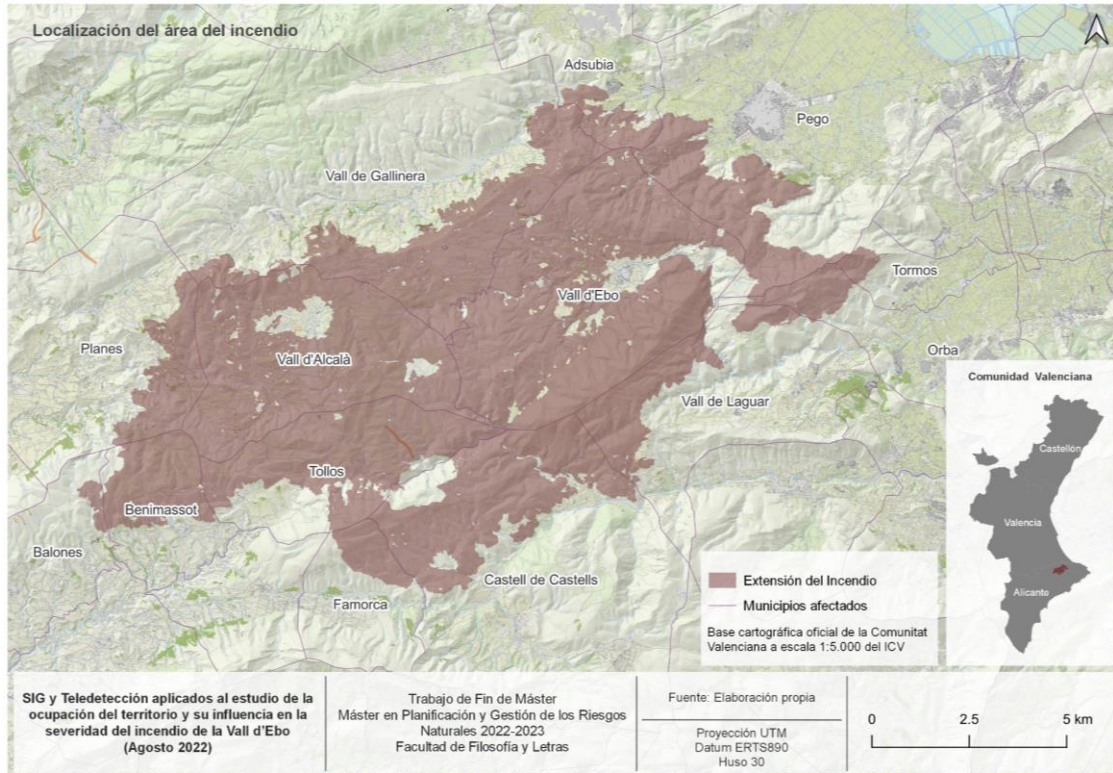 Localización del área del incendio
Adsubia
Pego
Vall de Gallinera
Vall d'Ebo
Tormos
Planes
Vall d'Alcalà
Orba
Vall de Laguar
Tollos
Benimassot
Balones
Castell de Castells
Famorca
Comunidad Valenciana
Castellón
Valencia
Alicante
Extensión del Incendio
Municipios afectados
Base cartográfica oficial de la Comunitat
Valenciana a escala 1:5.000 del ICV
SIG y Teledetección aplicados al estudio de la
ocupación del territorio y su influencia en la
severidad del incendio de la Vall d'Ebo
(Agosto 2022)
Trabajo de Fin de Máster
Máster en Planificación y Gestión de los Riesgos
Naturales 2022-2023
Facultad de Filosofía y Letras
Fuente: Elaboración propia
Proyección UTM
Datum ERTS890
Huso 30
0 2.5 5 km